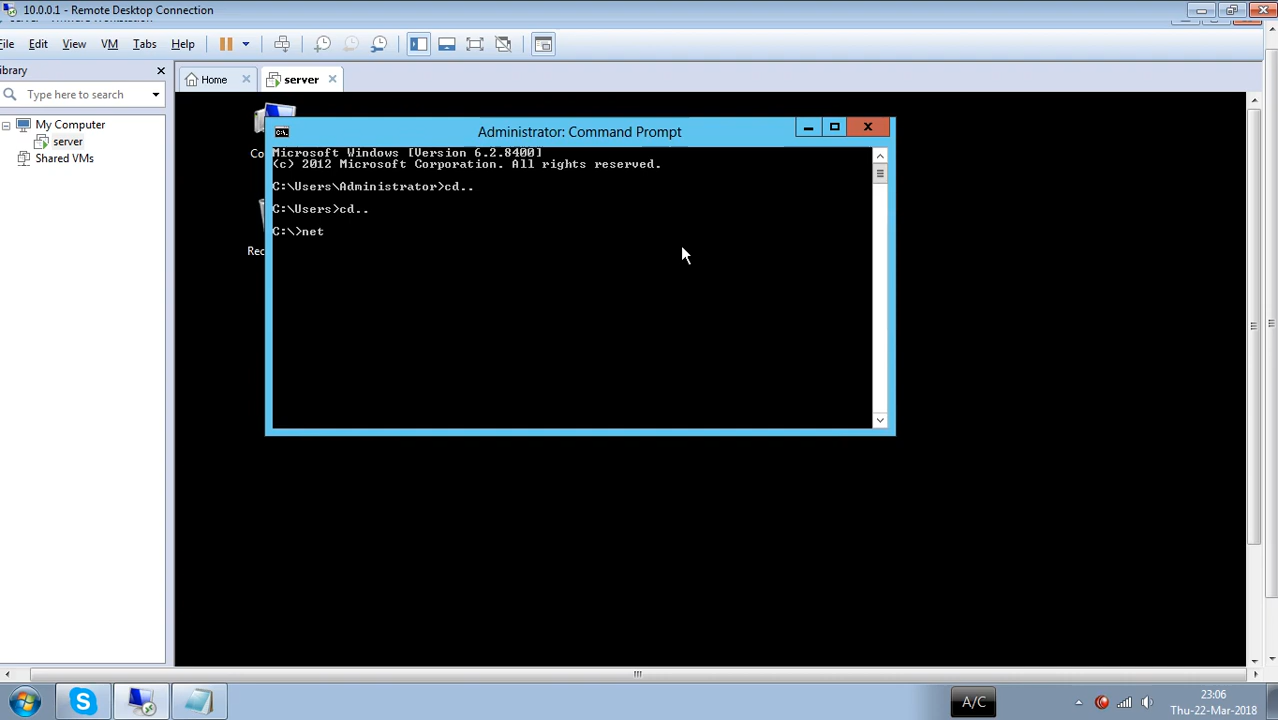 10.0.0.1 - Remote Desktop Connection
File Edit View VM Tabs Help
Library
Home
server
Type here to search
My Computer
server
Shared VMs
Co
Rec
Administrator: Command Prompt
Microsoft Windows [Version 6.2.8400]
(c) 2012 Microsoft Corporation. All rights reserved.
C:\Users\Administrator>cd..
C:\Users>cd..
C:\>net
A/C
23:06
Thu-22-Mar-2018